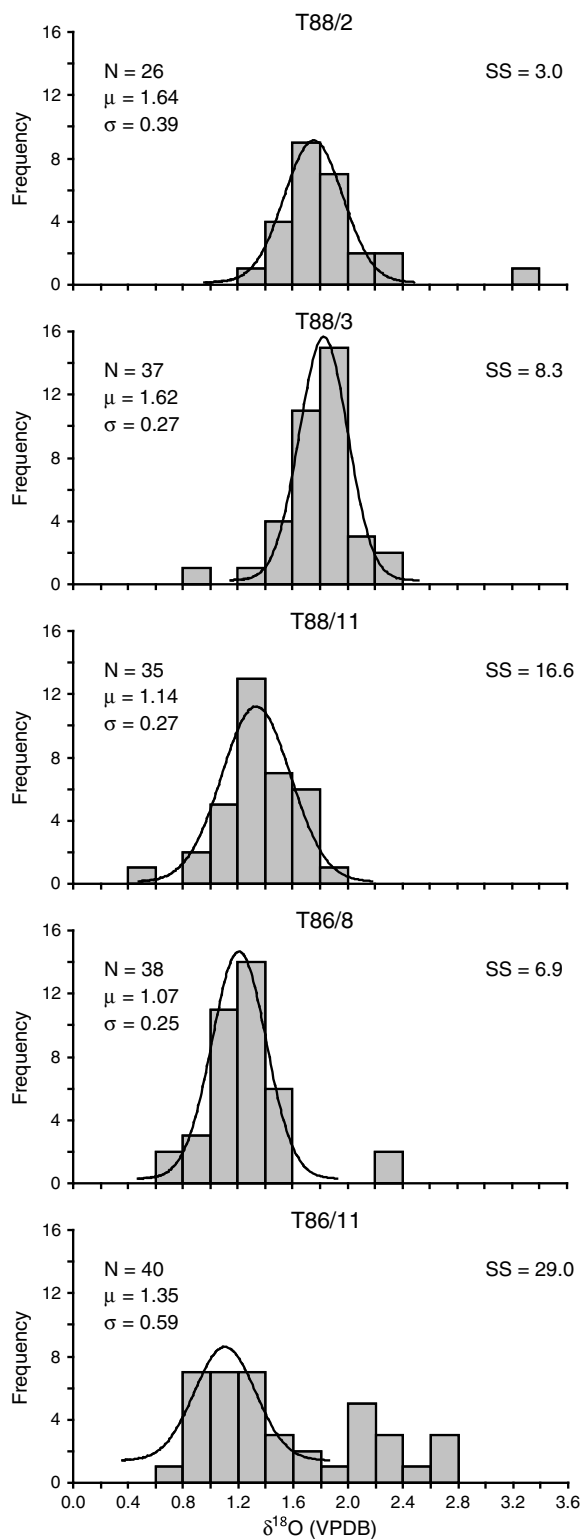 T88/2
16
12
8
4
0
Frequency
N = 26
μ = 1.64
σ = 0.39
SS = 3.0
T88/3
16
12
8
4
0
Frequency
N = 37
μ = 1.62
σ = 0.27
SS = 8.3
T88/11
16
12
8
4
0
Frequency
N = 35
μ = 1.14
σ = 0.27
SS = 16.6
T86/8
16
12
8
4
0
Frequency
N = 38
μ = 1.07
σ = 0.25
SS = 6.9
T86/11
16
12
8
4
0
Frequency
N = 40
μ = 1.35
σ = 0.59
SS = 29.0
0.0 0.4 0.8 1.2 1.6 2.0 2.4 2.8 3.2 3.6
δ¹⁸O (VPDB)